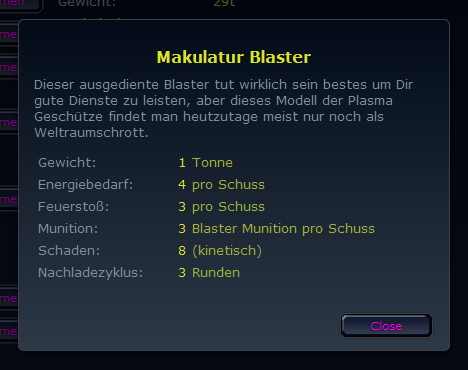 Gewicht: 29t
Makulatur Blaster
Dieser ausgediente Blaster tut wirklich sein bestes um Dir
gute Dienste zu leisten, aber dieses Modell der Plasma
Geschütze findet man heutzutage meist nur noch als
Weltraumschrott.
Gewicht: 1 Tonne
Energiebedarf: 4 pro Schuss
Feuerstoß: 3 pro Schuss
Munition: 3 Blaster Munition pro Schuss
Schaden: 8 (kinetisch)
Nachladezyklus: 3 Runden
Close